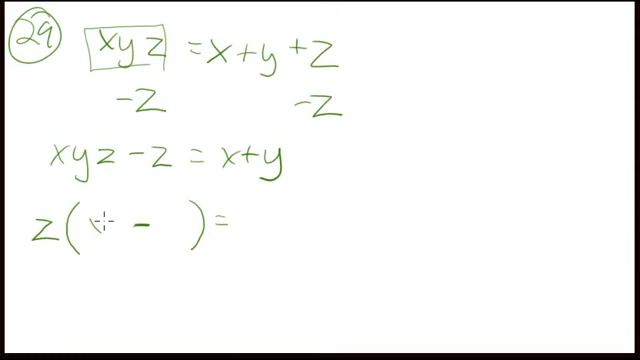 29
xyz = x + y + z
-z -z
xyz - z = x + y
z( - ) =